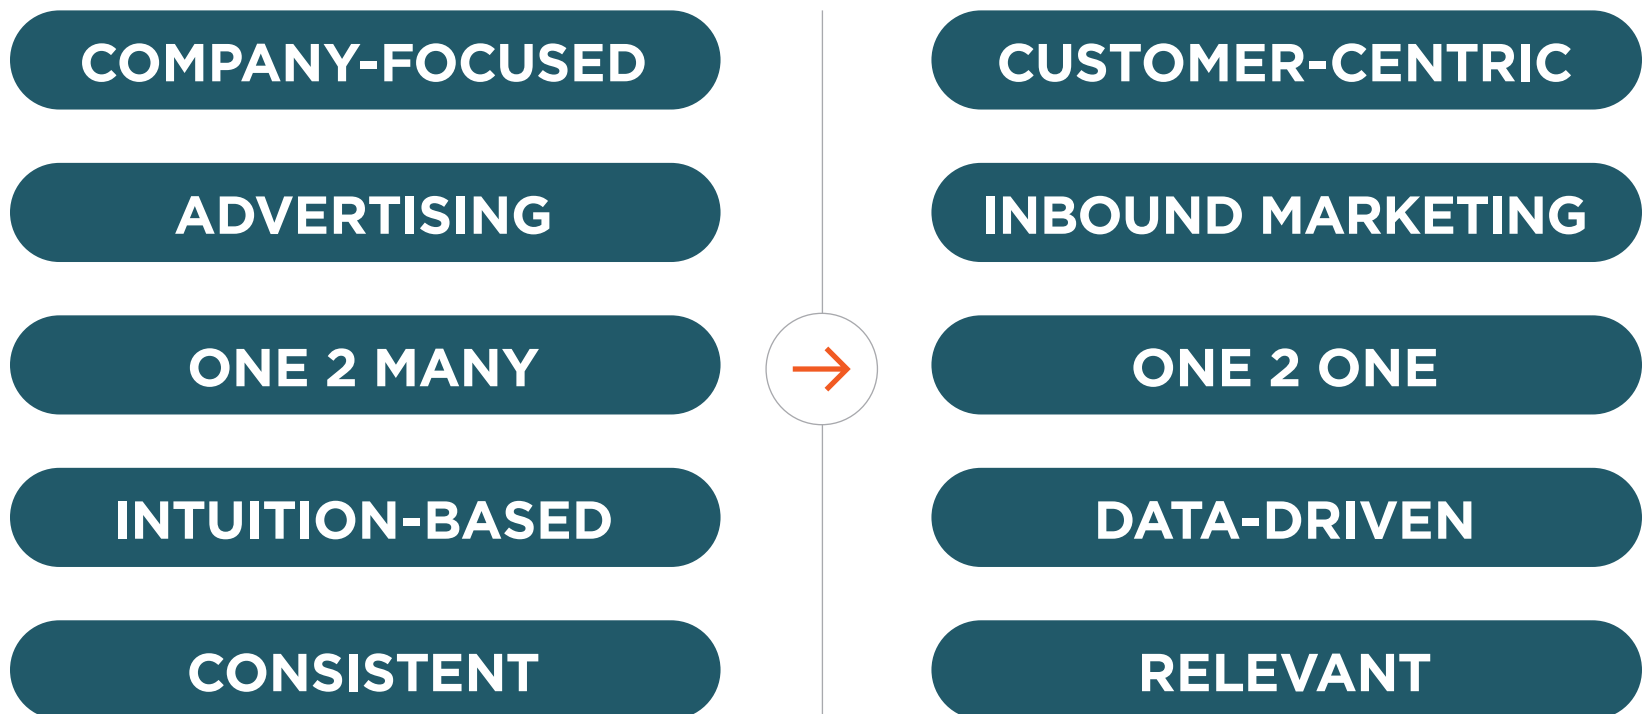 COMPANY-FOCUSED
CUSTOMER-CENTRIC
ADVERTISING
INBOUND MARKETING
ONE 2 MANY
ONE 2 ONE
INTUITION-BASED
DATA-DRIVEN
CONSISTENT
RELEVANT